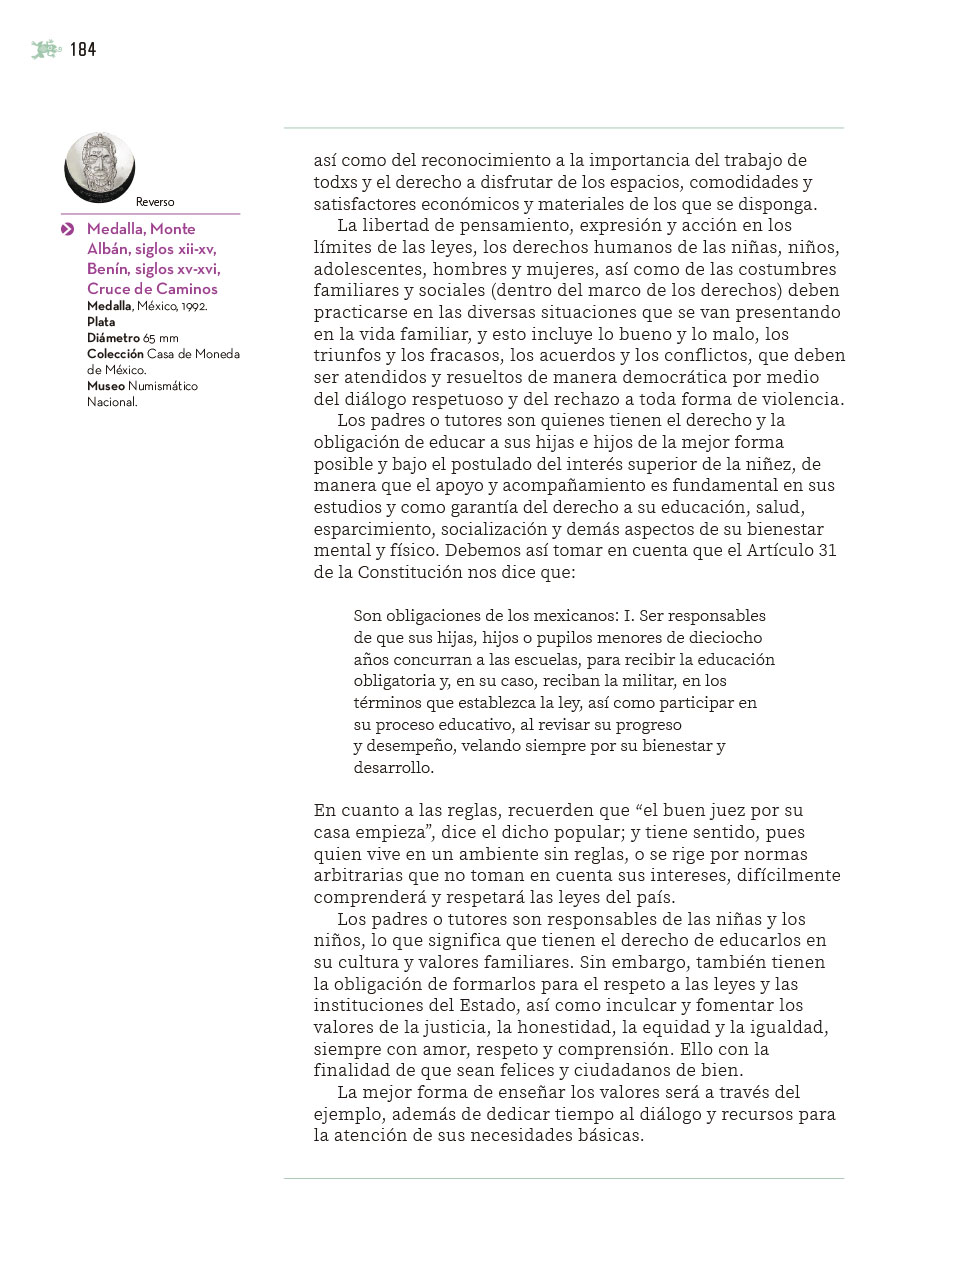 184
Reverso
Medalla, Monte
Albán, siglos xii-xv,
Benín, siglos xv-xvi,
Cruce de Caminos
Medalla, México, 1992.
Plata
Diámetro 65 mm
Colección Casa de Moneda
de México.
Museo Numismático
Nacional.
así como del reconocimiento a la importancia del trabajo de
todxs y el derecho a disfrutar de los espacios, comodidades y
satisfactores económicos y materiales de los que se disponga.
La libertad de pensamiento, expresión y acción en los
límites de las leyes, los derechos humanos de las niñas, niños,
adolescentes, hombres y mujeres, así como de las costumbres
familiares y sociales (dentro del marco de los derechos) deben
practicarse en las diversas situaciones que se van presentando
en la vida familiar, y esto incluye lo bueno y lo malo, los
triunfos y los fracasos, los acuerdos y los conflictos, que deben
ser atendidos y resueltos de manera democrática por medio
del diálogo respetuoso y del rechazo a toda forma de violencia.
Los padres o tutores son quienes tienen el derecho y la
obligación de educar a sus hijas e hijos de la mejor forma
posible y bajo el postulado del interés superior de la niñez, de
manera que el apoyo y acompañamiento es fundamental en sus
estudios y como garantía del derecho a su educación, salud,
esparcimiento, socialización y demás aspectos de su bienestar
mental y físico. Debemos así tomar en cuenta que el Artículo 31
de la Constitución nos dice que:
Son obligaciones de los mexicanos: I. Ser responsables
de que sus hijas, hijos o pupilos menores de dieciocho
años concurran a las escuelas, para recibir la educación
obligatoria y, en su caso, reciban la militar, en los
términos que establezca la ley, así como participar en
su proceso educativo, al revisar su progreso
y desempeño, velando siempre por su bienestar y
desarrollo.
En cuanto a las reglas, recuerden que “el buen juez por su
casa empieza”, dice el dicho popular; y tiene sentido, pues
quien vive en un ambiente sin reglas, o se rige por normas
arbitrarias que no toman en cuenta sus intereses, difícilmente
comprenderá y respetará las leyes del país.
Los padres o tutores son responsables de las niñas y los
niños, lo que significa que tienen el derecho de educarlos en
su cultura y valores familiares. Sin embargo, también tienen
la obligación de formarlos para el respeto a las leyes y las
instituciones del Estado, así como inculcar y fomentar los
valores de la justicia, la honestidad, la equidad y la igualdad,
siempre con amor, respeto y comprensión. Ello con la
finalidad de que sean felices y ciudadanos de bien.
La mejor forma de enseñar los valores será a través del
ejemplo, además de dedicar tiempo al diálogo y recursos para
la atención de sus necesidades básicas.